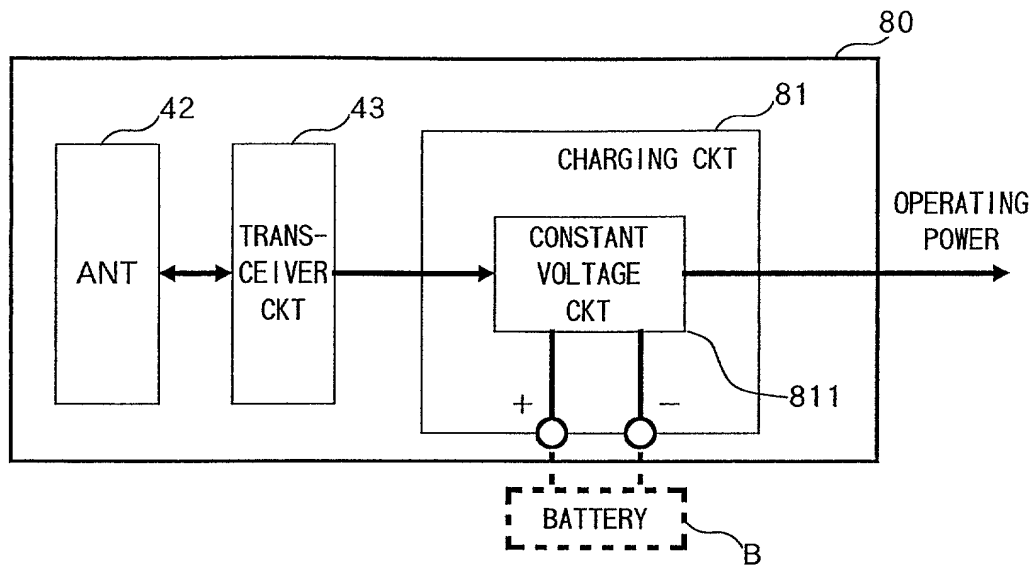 80
42
43
81
CHARGING CKT
ANT
TRANS-
CEIVER
CKT
CONSTANT
VOLTAGE
CKT
OPERATING
POWER
811
+
−
BATTERY
B